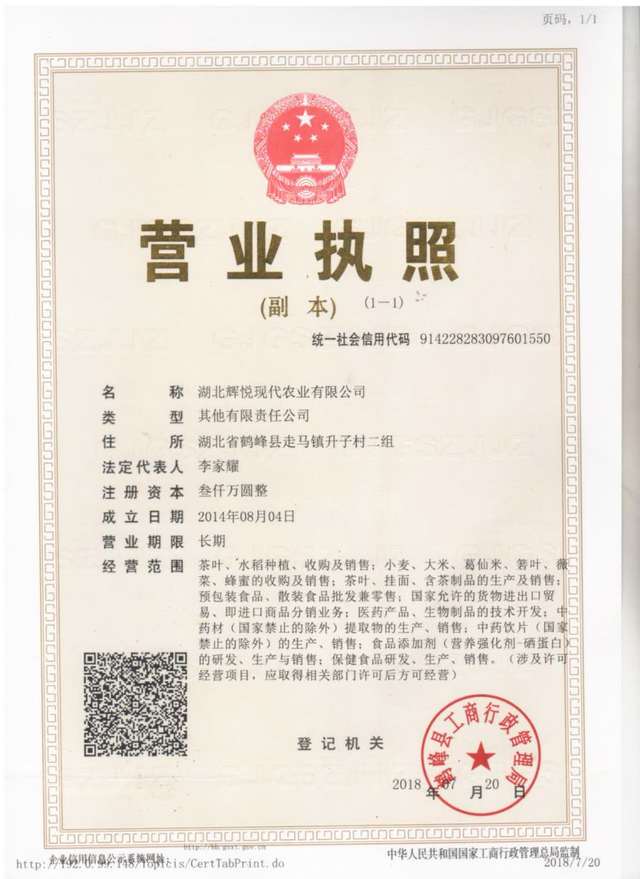 页码，1/1
营业执照
(副 本) (1—1)
统一社会信用代码 914228283097601550
名 称 湖北辉悦现代农业有限公司
类 型 其他有限责任公司
住 所 湖北省鹤峰县走马镇升子村二组
法定代表人 李家耀
注册资本 叁仟万圆整
成立日期 2014年08月04日
营业期限 长期
经营范围 茶叶、水稻种植、收购及销售；小麦、大米、葛仙米、箬叶、薇
菜、蜂蜜的收购及销售；茶叶、挂面、含茶制品的生产及销售；
预包装食品、散装食品批发兼零售；国家允许的货物进出口贸
易、即进口商品分销业务；医药产品、生物制品的技术开发；中
药材（国家禁止的除外）提取物的生产、销售；中药饮片（国家
禁止的除外）的生产、销售；食品添加剂（营养强化剂-硒蛋白）
的研发、生产与销售；保健食品研发、生产、销售。（涉及许可
经营项目，应取得相关部门许可后方可经营）
登记机关
鹤峰县工商行政管理局
2018 年 07 月 20 日
企业信用信息公示系统网址：
中华人民共和国国家工商行政管理总局监制
http://192.0.99.148/TopIcis/CertTabPrint.do
2018/7/20